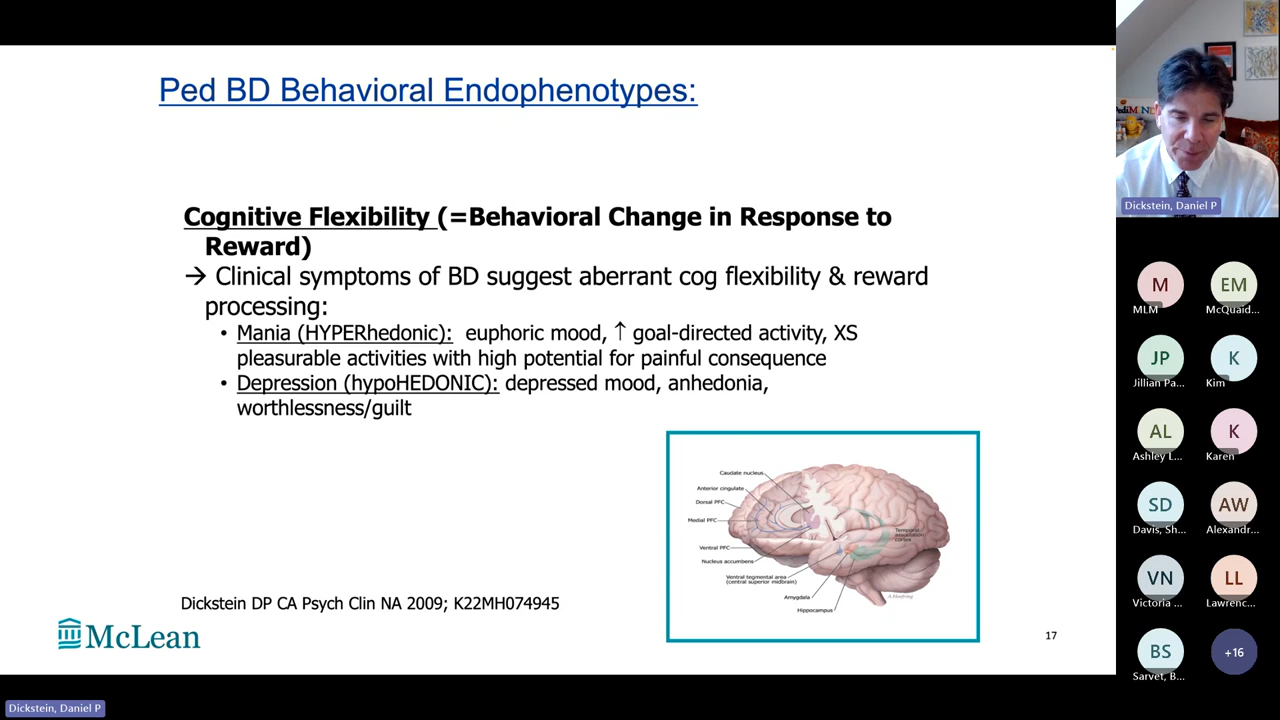 Ped BD Behavioral Endophenotypes:
Cognitive Flexibility (=Behavioral Change in Response to
Reward)
→ Clinical symptoms of BD suggest aberrant cog flexibility & reward
processing:
• Mania (HYPERhedonic): euphoric mood, ↑ goal-directed activity, XS
pleasurable activities with high potential for painful consequence
• Depression (hypoHEDONIC): depressed mood, anhedonia,
worthlessness/guilt
Caudate nucleus
Anterior cingulate
Dorsal PFC
Medial PFC
Ventral PFC
Nucleus accumbens
Ventral tegmental area
(central superior midbrain)
Amygdala
Hippocampus
Temporal
association
cortex
Dickstein DP CA Psych Clin NA 2009; K22MH074945
McLean
17
Dickstein, Daniel P
Dickstein, Daniel P
M
MLM
EM
McQuaid...
JP
Jillian Pa...
K
Kim
AL
Ashley L...
K
Karen
SD
Davis, Sh...
AW
Alexandr...
VN
Victoria ...
LL
Lawrenc...
BS
Sarvet, B...
+16